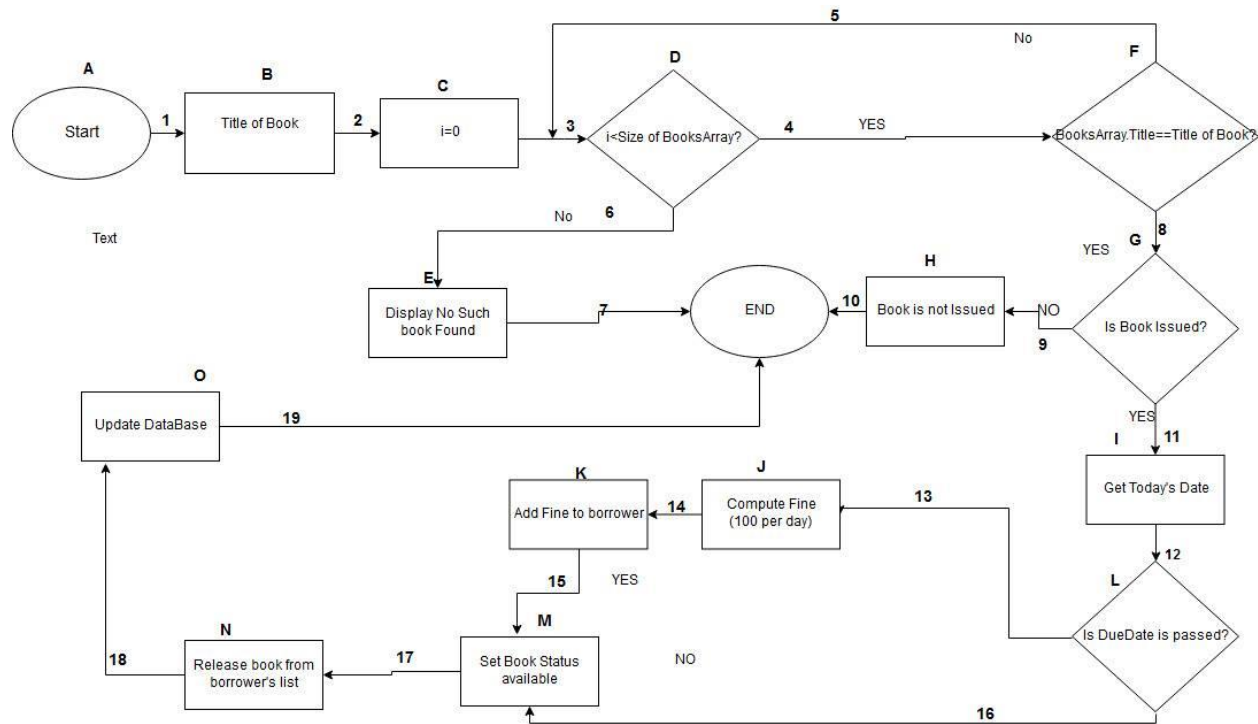 5
No
A
B
C
D
F
Start
1
Title of Book
2
i=0
3
i<Size of BooksArray?
4
YES
BooksArray.Title==Title of Book?
No
6
8
Text
YES
G
E
Display No Such
book Found
7
END
10
H
Book is not Issued
NO
9
Is Book Issued?
O
Update DataBase
19
YES
11
I
Get Today's Date
K
Add Fine to borrower
14
J
Compute Fine
(100 per day)
13
12
15
YES
L
Is DueDate is passed?
M
Set Book Status
available
NO
N
Release book from
borrower's list
17
18
16